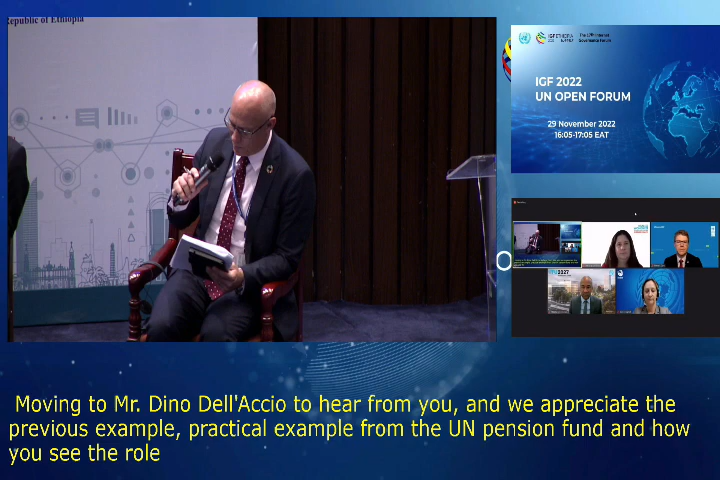 Republic of Ethiopia
IGF 2022
UN OPEN FORUM
29 November 2022
16:05-17:05 EAT
Moving to Mr. Dino Dell'Accio to hear from you, and we appreciate the
previous example, practical example from the UN pension fund and how
you see the role